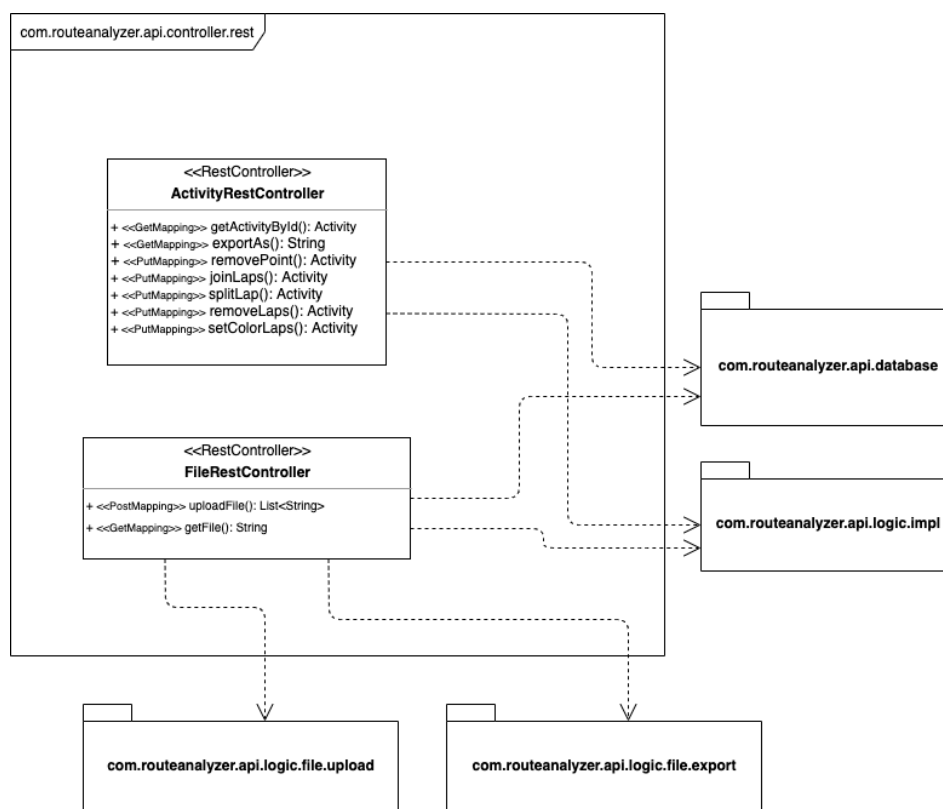 com.routeanalyzer.api.controller.rest
<<RestController>>
ActivityRestController
+ <<GetMapping>> getActivityById(): Activity
+ <<GetMapping>> exportAs(): String
+ <<PutMapping>> removePoint(): Activity
+ <<PutMapping>> joinLaps(): Activity
+ <<PutMapping>> splitLap(): Activity
+ <<PutMapping>> removeLaps(): Activity
+ <<PutMapping>> setColorLaps(): Activity
com.routeanalyzer.api.database
<<RestController>>
FileRestController
+ <<PostMapping>> uploadFile(): List<String>
+ <<GetMapping>> getFile(): String
com.routeanalyzer.api.logic.impl
com.routeanalyzer.api.logic.file.upload
com.routeanalyzer.api.logic.file.export